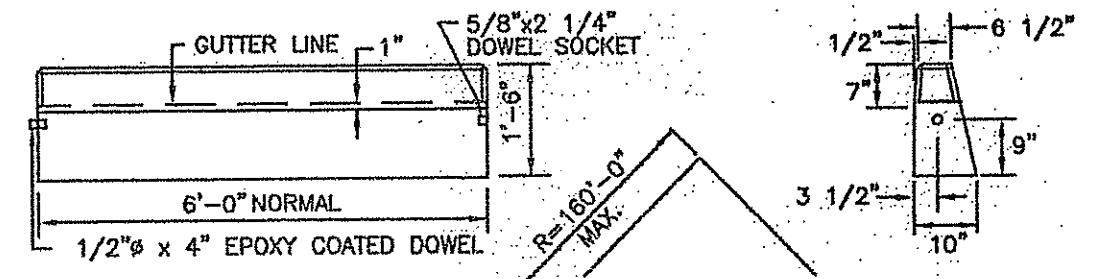 5/8"x2 1/4"
DOWEL SOCKET
GUTTER LINE
1"
1'-6"
6'-0" NORMAL
1/2"ø x 4" EPOXY COATED DOWEL
R=160'-0"
MAX.
1/2"
6 1/2"
7"
9"
3 1/2"
10"